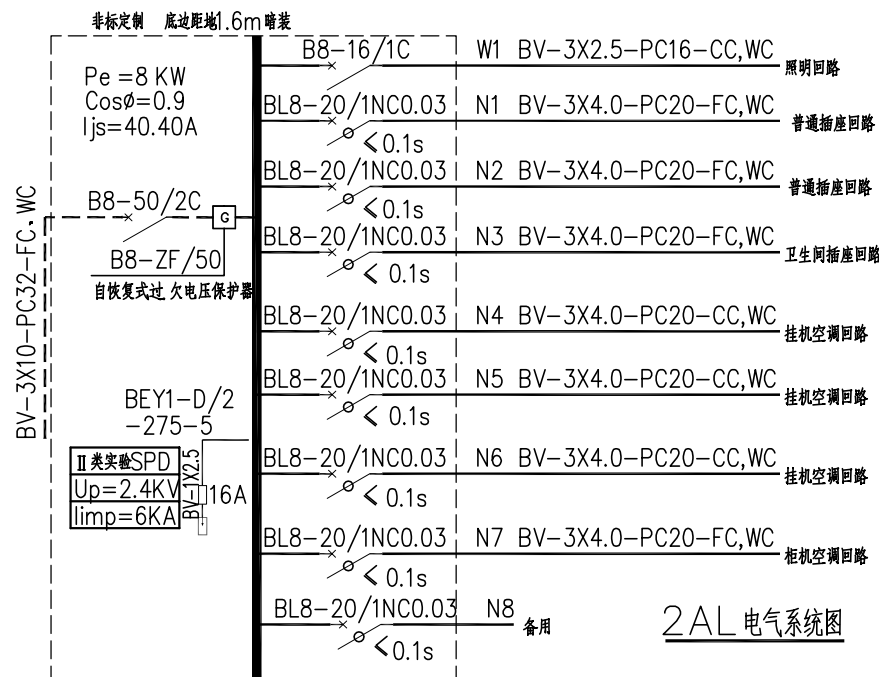 非标定制 底边距地1.6m暗装
Pe =8 KW
Cosø=0.9
Ijs=40.40A
BV-3X10-PC32-FC.WC
B8-50/2C
G
B8-ZF/50
自恢复式过 欠电压保护器
BEY1-D/2
-275-5
II 类实验SPD
Up=2.4KV
Iimp=6KA
BV-1X2.5
16A
B8-16/1C W1 BV-3X2.5-PC16-CC,WC 照明回路
BL8-20/1NC0.03 N1 BV-3X4.0-PC20-FC,WC 普通插座回路
< 0.1s
BL8-20/1NC0.03 N2 BV-3X4.0-PC20-FC,WC 普通插座回路
< 0.1s
BL8-20/1NC0.03 N3 BV-3X4.0-PC20-FC,WC 卫生间插座回路
< 0.1s
BL8-20/1NC0.03 N4 BV-3X4.0-PC20-CC,WC 挂机空调回路
< 0.1s
BL8-20/1NC0.03 N5 BV-3X4.0-PC20-CC,WC 挂机空调回路
< 0.1s
BL8-20/1NC0.03 N6 BV-3X4.0-PC20-CC,WC 挂机空调回路
< 0.1s
BL8-20/1NC0.03 N7 BV-3X4.0-PC20-FC,WC 柜机空调回路
< 0.1s
BL8-20/1NC0.03 N8 备用
<0.1s
2AL 电气系统图